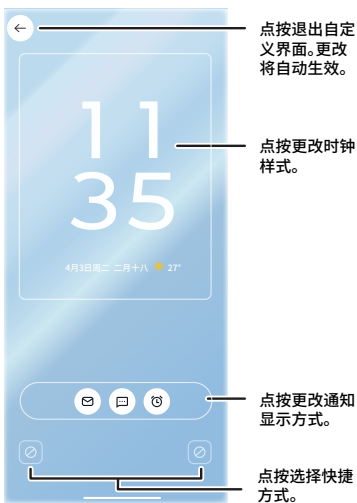 点按退出自定
义界面。更改
将自动生效。
11
35
点按更改时钟
样式。
4月3日周二 二月十八 27°
点按更改通知
显示方式。
点按选择快捷
方式。